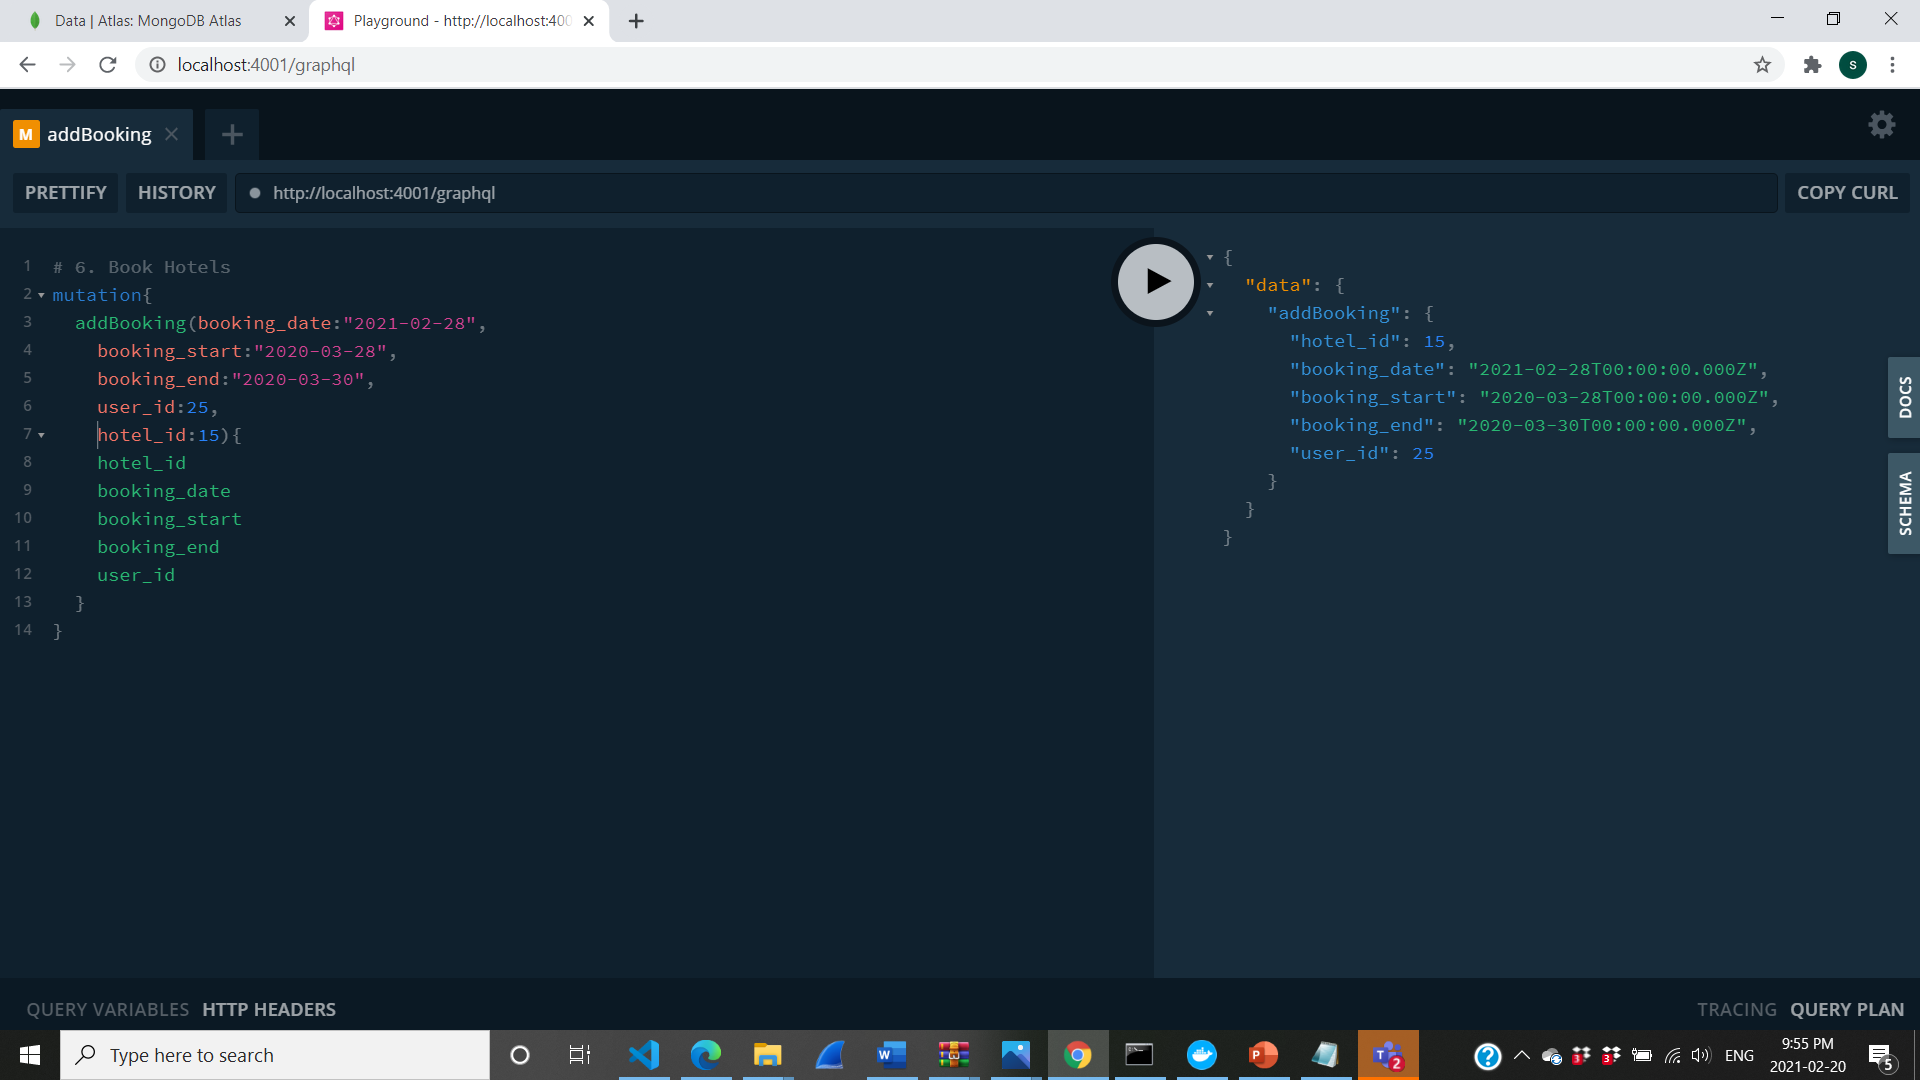 Data | Atlas: MongoDB Atlas
Playground - http://localhost:400
localhost:4001/graphql
S
M addBooking
PRETTIFY
HISTORY
http://localhost:4001/graphql
COPY CURL
1 # 6. Book Hotels
2 mutation{
3 addBooking(booking_date:"2021-02-28",
4 booking_start:"2020-03-28",
5 booking_end:"2020-03-30",
6 user_id:25,
7 hotel_id:15){
8 hotel_id
9 booking_date
10 booking_start
11 booking_end
12 user_id
13 }
14 }
{
"data": {
"addBooking": {
"hotel_id": 15,
"booking_date": "2021-02-28T00:00:00.000Z",
"booking_start": "2020-03-28T00:00:00.000Z",
"booking_end": "2020-03-30T00:00:00.000Z",
"user_id": 25
}
}
}
DOCS
SCHEMA
QUERY VARIABLES HTTP HEADERS
TRACING QUERY PLAN
Type here to search
W
P
T
2
?
3
3
ENG
9:55 PM
2021-02-20
5